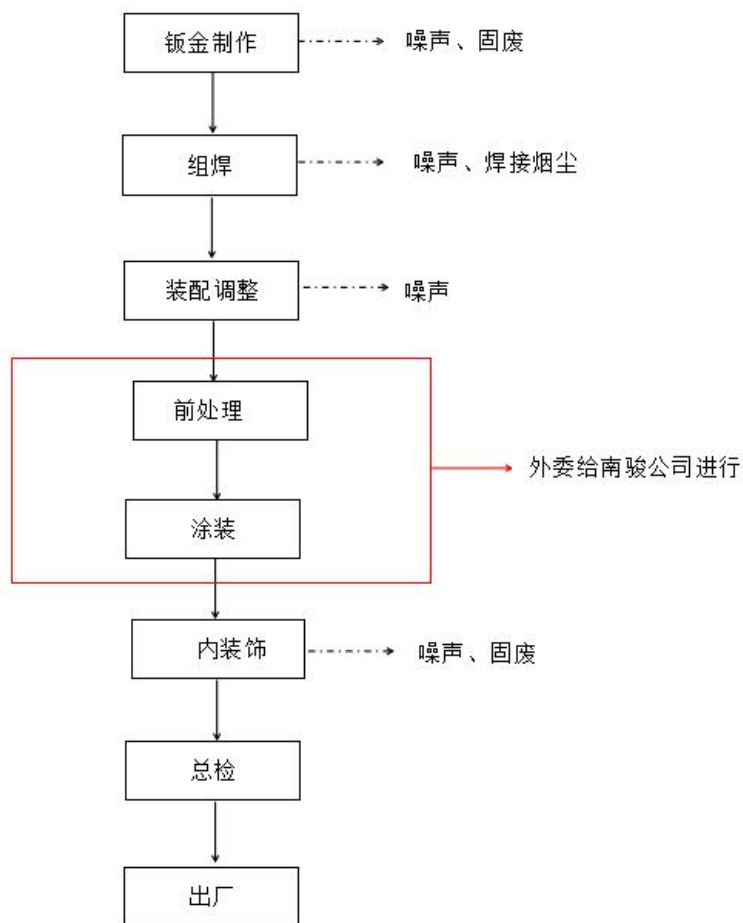 钣金制作
噪声、固废
组焊
噪声、焊接烟尘
装配调整
噪声
前处理
外委给南骏公司进行
涂装
内装饰
噪声、固废
总检
出厂